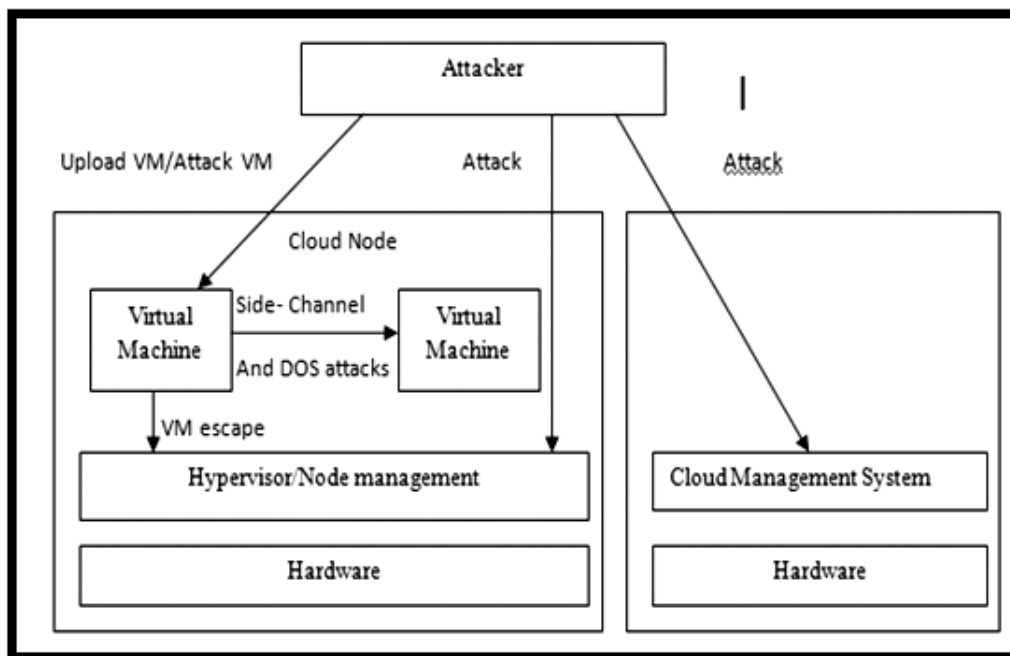 Attacker
Upload VM/Attack VM
Attack
Attack
Cloud Node
Virtual
Machine
Side- Channel
And DOS attacks
Virtual
Machine
VM escape
Hypervisor/Node management
Hardware
Cloud Management System
Hardware